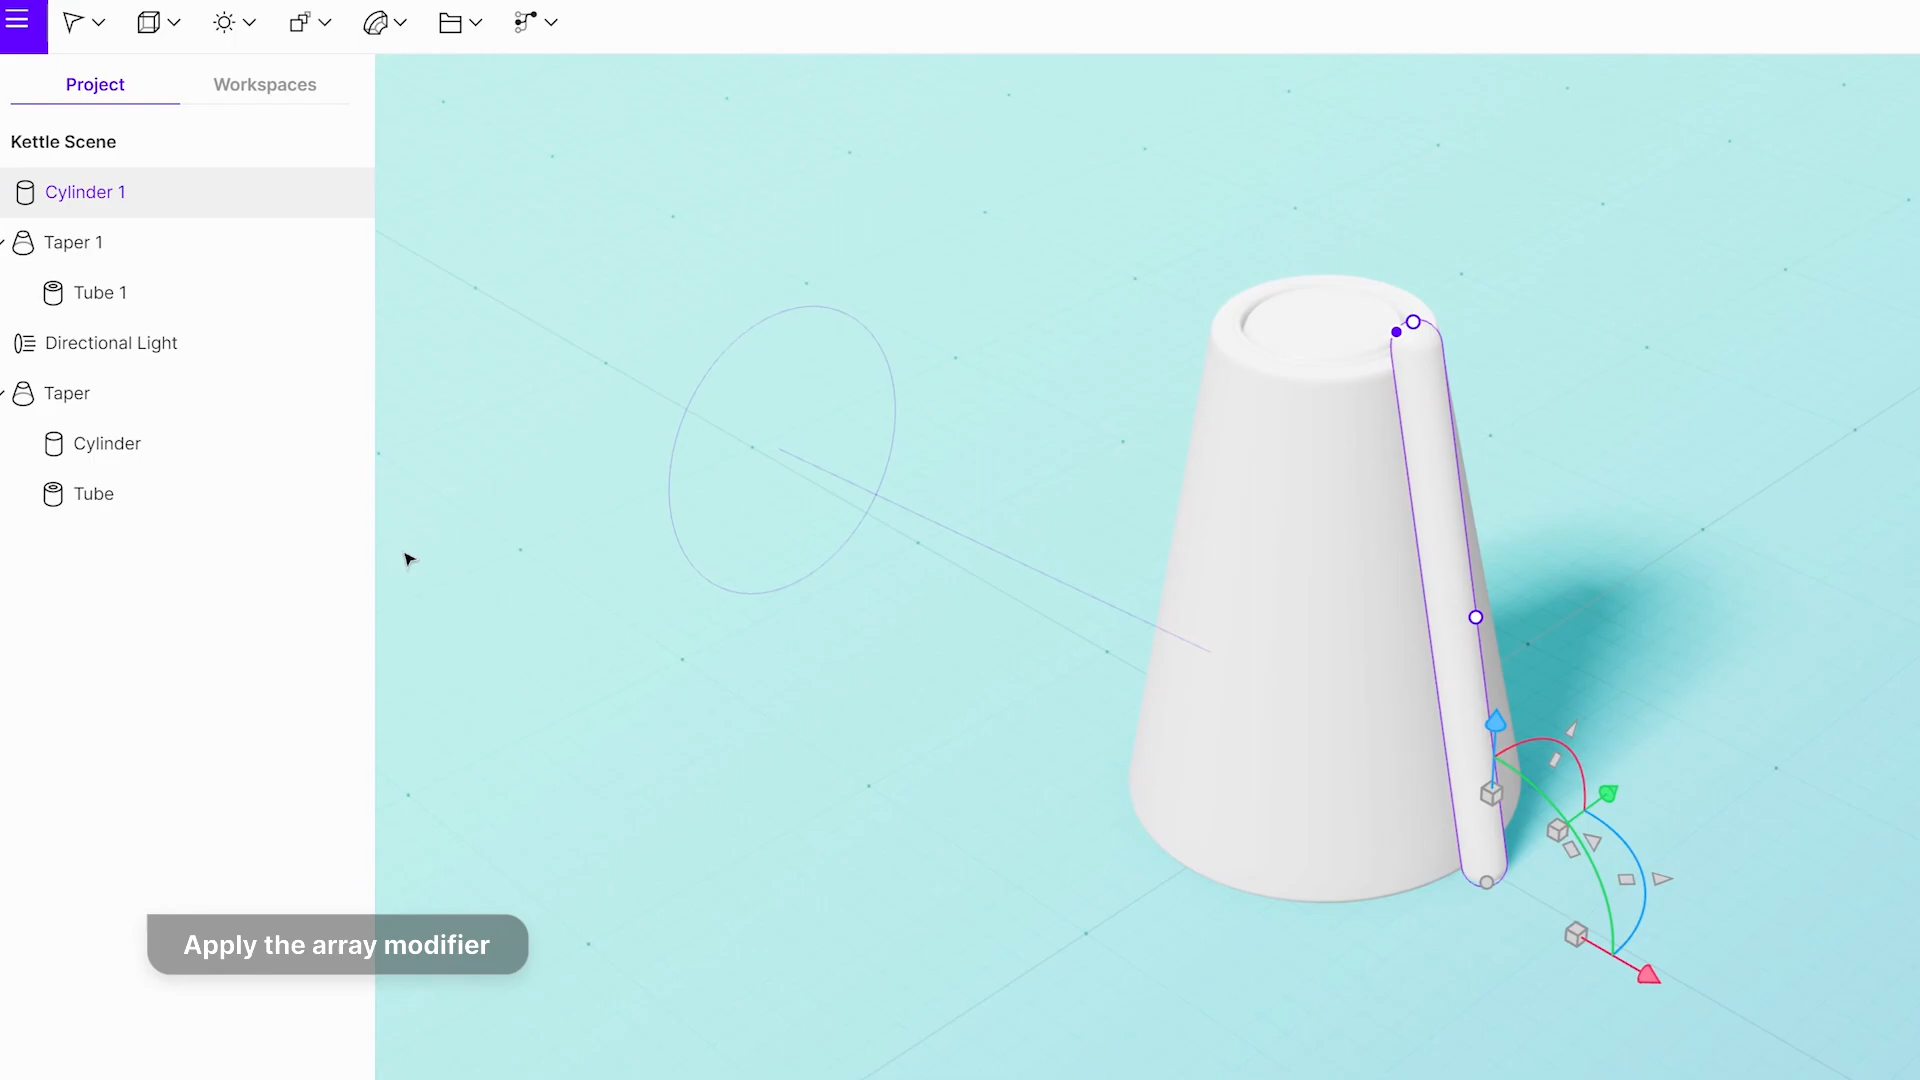 Project
Workspaces
Kettle Scene
Cylinder 1
Taper 1
Tube 1
Directional Light
Taper
Cylinder
Tube
Apply the array modifier